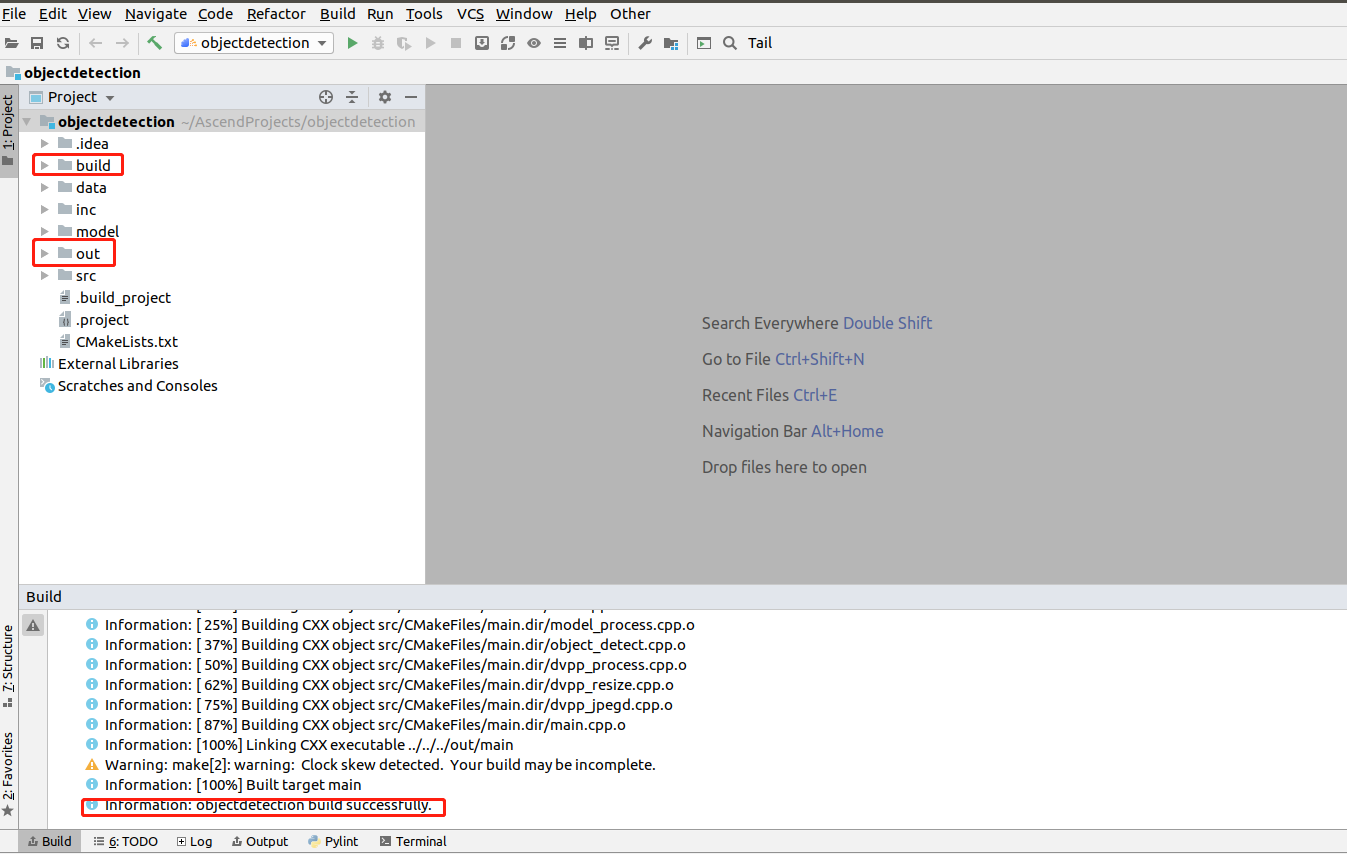 File Edit View Navigate Code Refactor Build Run Tools VCS Window Help Other
objectdetection Tail
objectdetection
1: Project
Project
objectdetection ~/AscendProjects/objectdetection
.idea
build
data
inc
model
out
src
.build_project
.project
CMakeLists.txt
External Libraries
Scratches and Consoles
Search Everywhere Double Shift
Go to File Ctrl+Shift+N
Recent Files Ctrl+E
Navigation Bar Alt+Home
Drop files here to open
7: Structure
2: Favorites
Build
Information: [ 25%] Building CXX object src/CMakeFiles/main.dir/model_process.cpp.o
Information: [ 37%] Building CXX object src/CMakeFiles/main.dir/object_detect.cpp.o
Information: [ 50%] Building CXX object src/CMakeFiles/main.dir/dvpp_process.cpp.o
Information: [ 62%] Building CXX object src/CMakeFiles/main.dir/dvpp_resize.cpp.o
Information: [ 75%] Building CXX object src/CMakeFiles/main.dir/dvpp_jpegd.cpp.o
Information: [ 87%] Building CXX object src/CMakeFiles/main.dir/main.cpp.o
Information: [100%] Linking CXX executable ../../../out/main
Warning: make[2]: warning:  Clock skew detected.  Your build may be incomplete.
Information: [100%] Built target main
Information: objectdetection build successfully.
Build 6: TODO Log Output Pylint Terminal